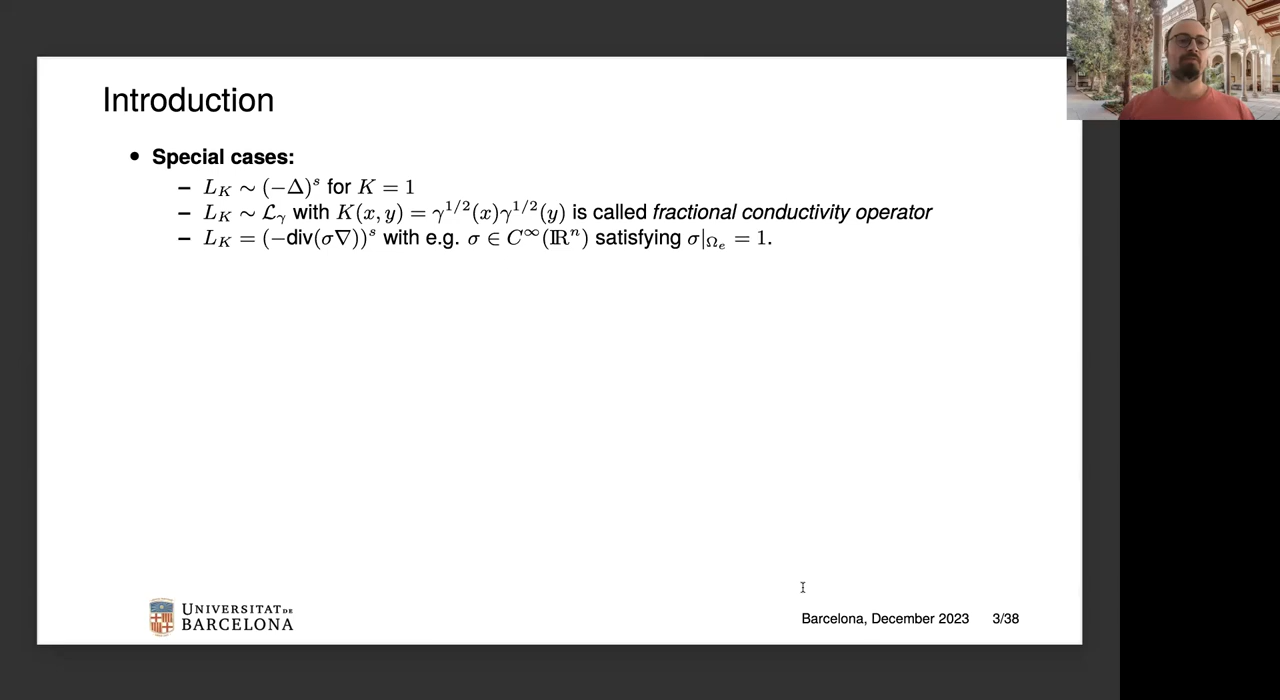 Introduction
• Special cases:
– L_K ∼ (−Δ)^s for K = 1
– L_K ∼ ℒ_γ with K(x, y) = γ^{1/2}(x)γ^{1/2}(y) is called fractional conductivity operator
– L_K = (−div(σ∇))^s with e.g. σ ∈ C^∞(ℝ^n) satisfying σ|_{Ω_e} = 1.
UNIVERSITAT DE
BARCELONA
Barcelona, December 2023 3/38